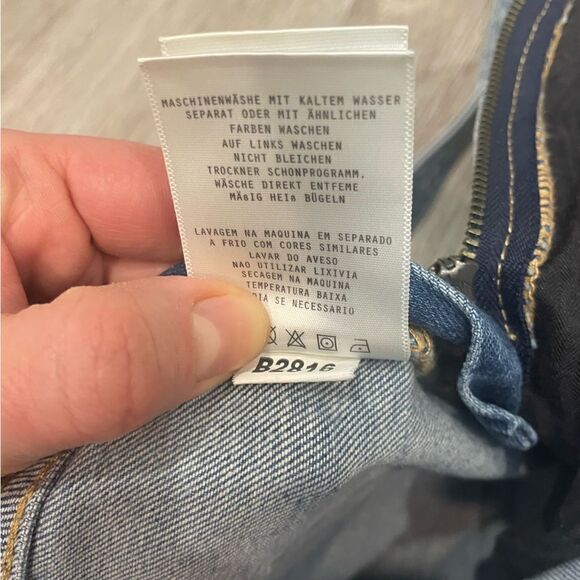 MASCHINENWÄSHE MIT KALTEM WASSER
SEPARAT ODER MIT ÄHNLICHEN
FARBEN WASCHEN
AUF LINKS WASCHEN
NICHT BLEICHEN
TROCKNER SCHONPROGRAMM.
WÄSCHE DIREKT ENTFEME
MÄßIG HEIß BÜGELN
LAVAGEM NA MAQUINA EM SEPARADO
A FRIO COM CORES SIMILARES
LAVAR DO AVESO
NAO UTILIZAR LIXIVIA
SECAGEM NA MAQUINA
TEMPERATURA BAIXA
SE NECESSARIO
B2816